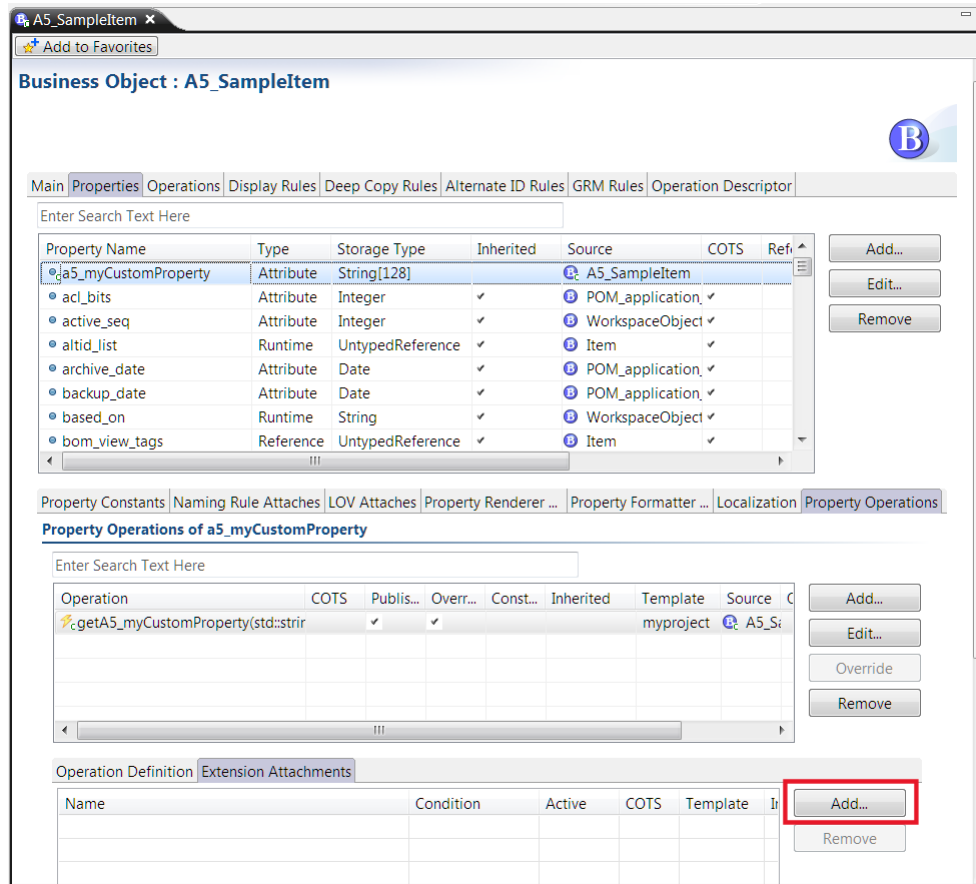 A5_SampleItem
Add to Favorites
Business Object : A5_SampleItem
B
Main Properties Operations Display Rules Deep Copy Rules Alternate ID Rules GRM Rules Operation Descriptor
Enter Search Text Here
Property Name Type Storage Type Inherited Source COTS Refe
Add...
a5_myCustomProperty Attribute String[128] A5_SampleItem
Edit...
acl_bits Attribute Integer POM_application_
active_seq Attribute Integer WorkspaceObject
Remove
altid_list Runtime UntypedReference Item
archive_date Attribute Date POM_application_
backup_date Attribute Date POM_application_
based_on Runtime String WorkspaceObject
bom_view_tags Reference UntypedReference Item
Property Constants Naming Rule Attaches LOV Attaches Property Renderer ... Property Formatter ... Localization Property Operations
Property Operations of a5_myCustomProperty
Enter Search Text Here
Operation COTS Publis... Overr... Const... Inherited Template Source C
Add...
getA5_myCustomProperty(std::strin myproject A5_Sa
Edit...
Override
Remove
Operation Definition Extension Attachments
Name Condition Active COTS Template In
Add...
Remove